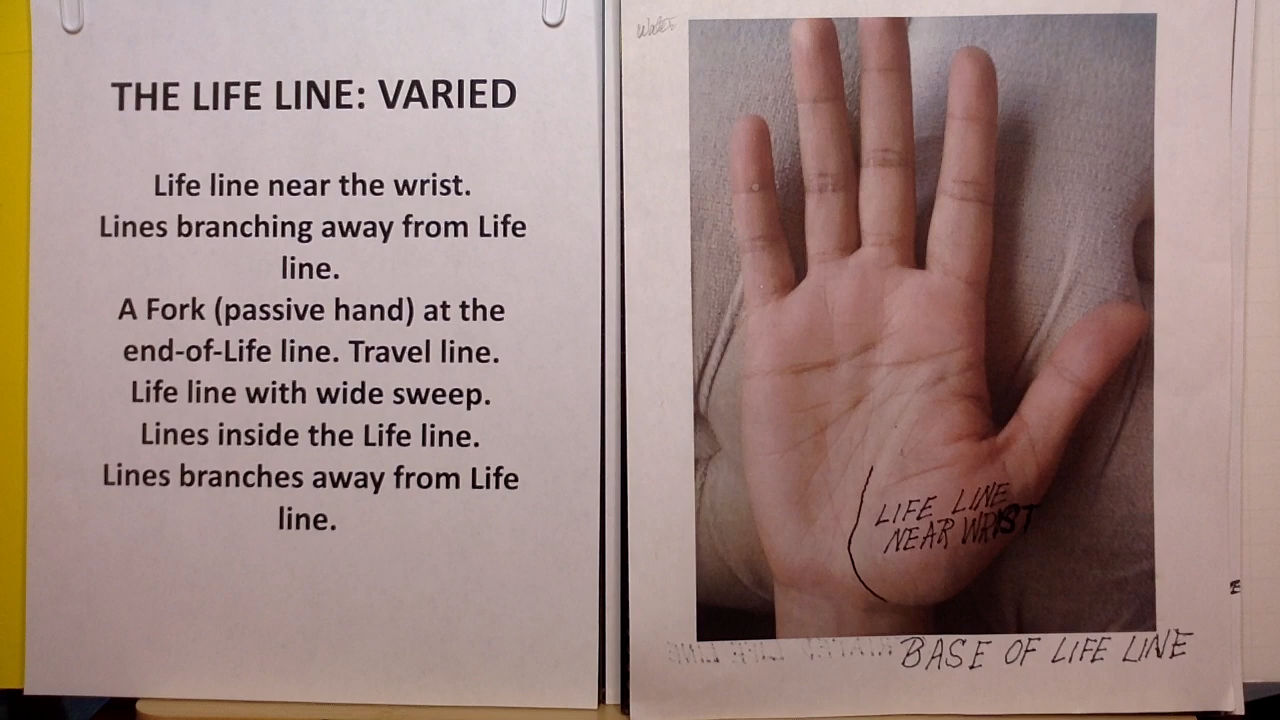 THE LIFE LINE: VARIED
Life line near the wrist.
Lines branching away from Life
line.
A Fork (passive hand) at the
end-of-Life line. Travel line.
Life line with wide sweep.
Lines inside the Life line.
Lines branches away from Life
line.
LIFE LINE
NEAR WRIST
BASE OF LIFE LINE